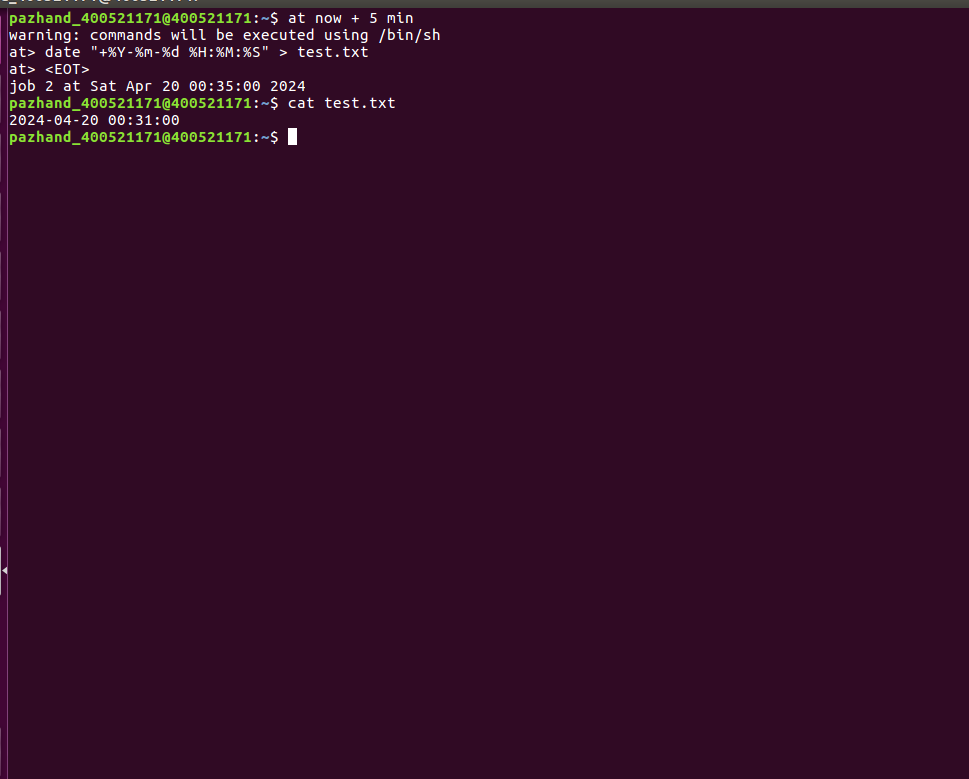 pazhand_400521171@400521171:~$ at now + 5 min
warning: commands will be executed using /bin/sh
at> date "+%Y-%m-%d %H:%M:%S" > test.txt
at> <EOT>
job 2 at Sat Apr 20 00:35:00 2024
pazhand_400521171@400521171:~$ cat test.txt
2024-04-20 00:31:00
pazhand_400521171@400521171:~$